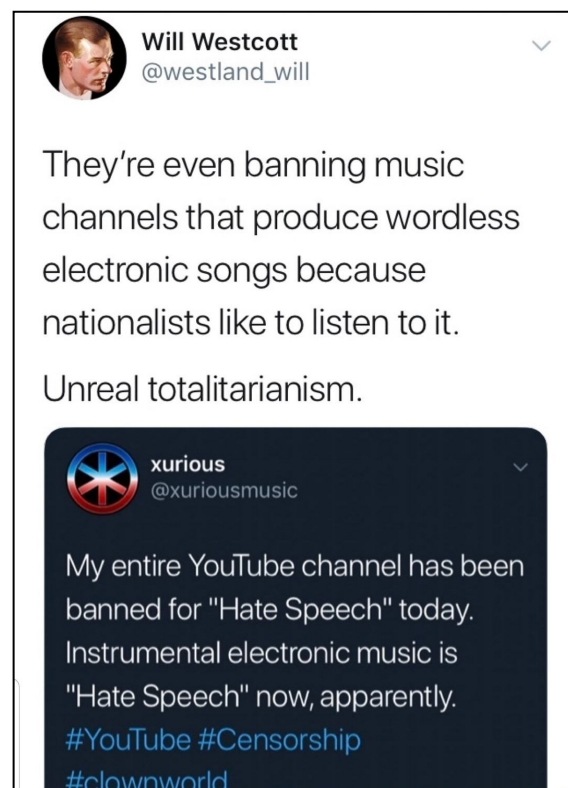 Will Westcott
@westland_will
They’re even banning music
channels that produce wordless
electronic songs because
nationalists like to listen to it.
Unreal totalitarianism.
xurious
@xuriousmusic
My entire YouTube channel has been
banned for "Hate Speech" today.
Instrumental electronic music is
"Hate Speech" now, apparently.
#YouTube #Censorship
#clownworld